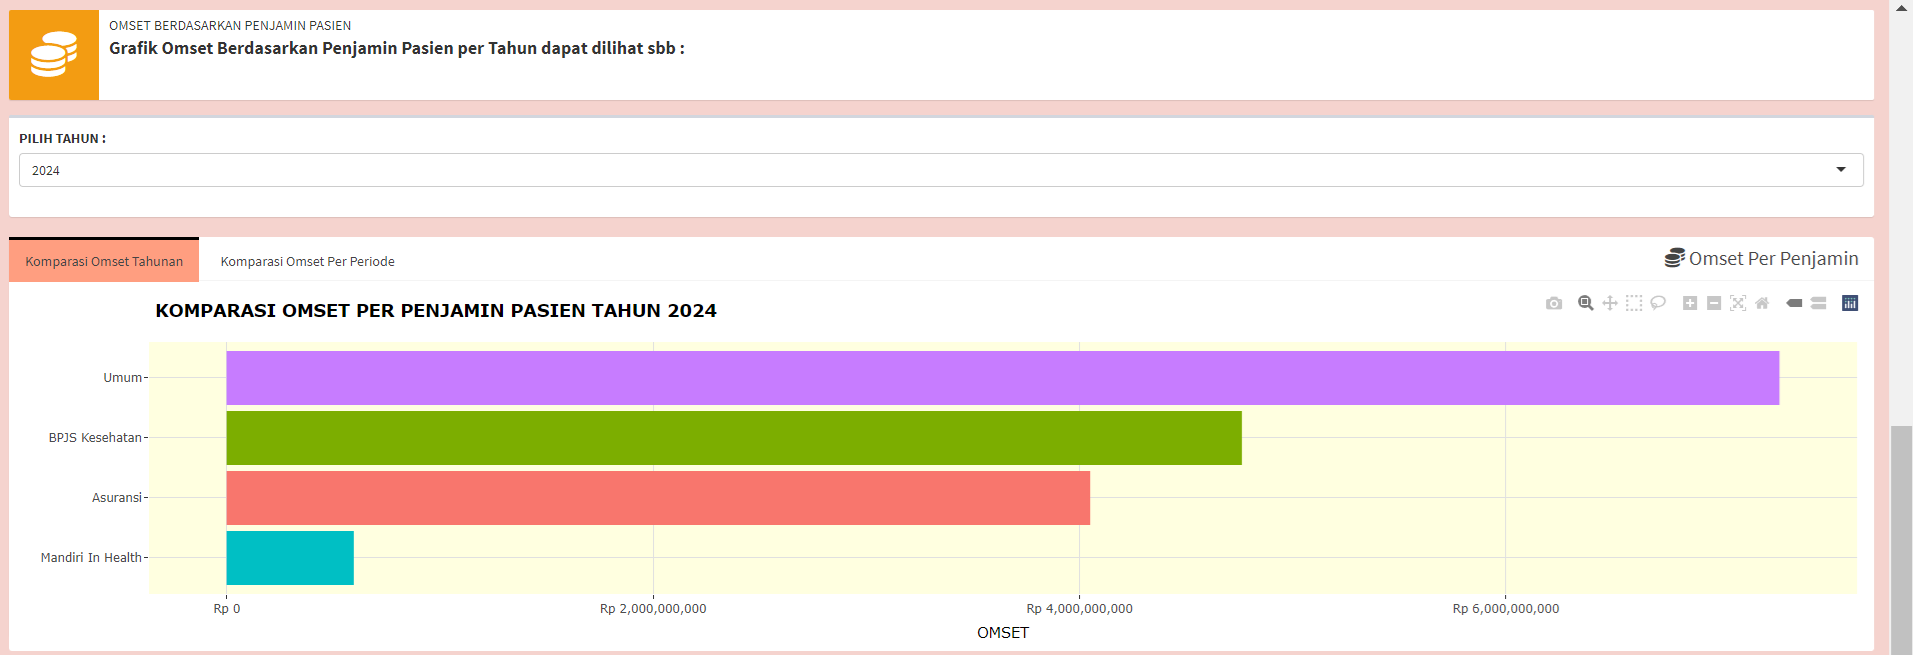 OMSET BERDASARKAN PENJAMIN PASIEN
Grafik Omset Berdasarkan Penjamin Pasien per Tahun dapat dilihat sbb :
PILIH TAHUN :
2024
Komparasi Omset Tahunan
Komparasi Omset Per Periode
Omset Per Penjamin
KOMPARASI OMSET PER PENJAMIN PASIEN TAHUN 2024
Umum
BPJS Kesehatan
Asuransi
Mandiri In Health
Rp 0
Rp 2,000,000,000
Rp 4,000,000,000
Rp 6,000,000,000
OMSET